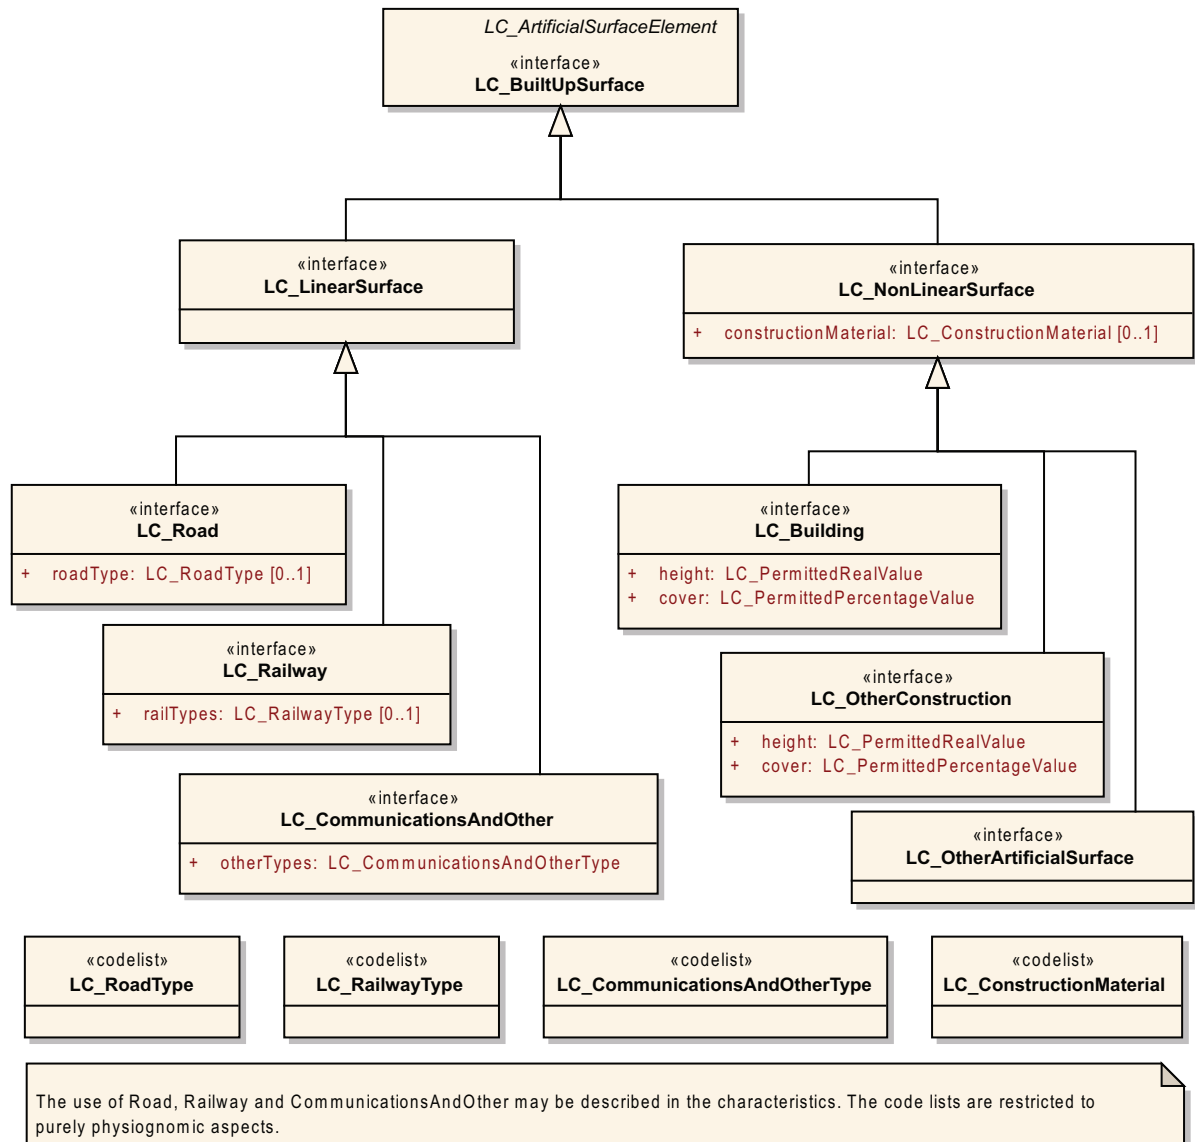 LC_ArtificialSurfaceElement
«interface»
LC_BuiltUpSurface
«interface»
LC_LinearSurface
«interface»
LC_NonLinearSurface
+ constructionMaterial: LC_ConstructionMaterial [0..1]
«interface»
LC_Road
+ roadType: LC_RoadType [0..1]
«interface»
LC_Building
+ height: LC_PermittedRealValue
+ cover: LC_PermittedPercentageValue
«interface»
LC_Railway
+ railTypes: LC_RailwayType [0..1]
«interface»
LC_OtherConstruction
+ height: LC_PermittedRealValue
+ cover: LC_PermittedPercentageValue
«interface»
LC_CommunicationsAndOther
+ otherTypes: LC_CommunicationsAndOtherType
«interface»
LC_OtherArtificialSurface
«codelist»
LC_RoadType
«codelist»
LC_RailwayType
«codelist»
LC_CommunicationsAndOtherType
«codelist»
LC_ConstructionMaterial
The use of Road, Railway and CommunicationsAndOther may be described in the characteristics. The code lists are restricted to
purely physiognomic aspects.